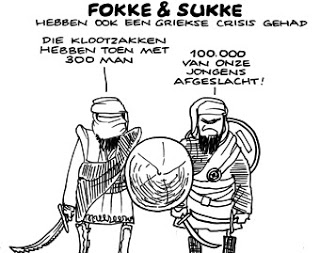 FOKKE & SUKKE
HEBBEN OOK EEN GRIEKSE CRISIS GEHAD
DIE KLOOTZAKKEN
HEBBEN TOEN MET
300 MAN
100.000
VAN ONZE
JONGENS
AFGESLACHT!